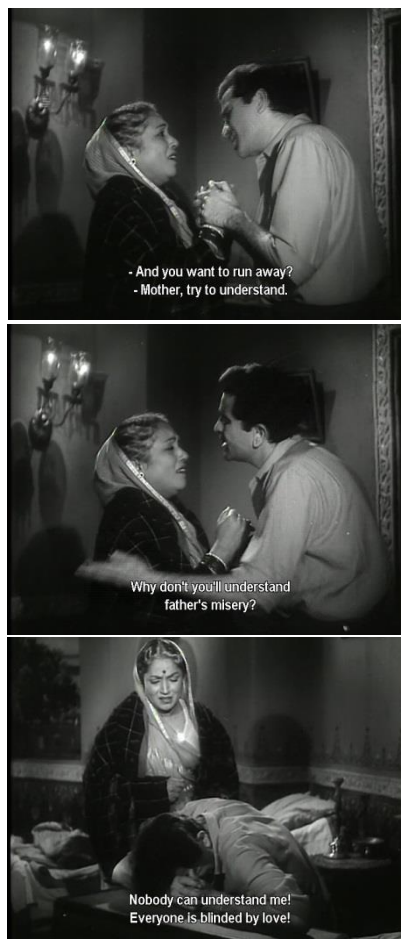 - And you want to run away?
- Mother, try to understand.
Why don't you'll understand
father's misery?
Nobody can understand me!
Everyone is blinded by love!